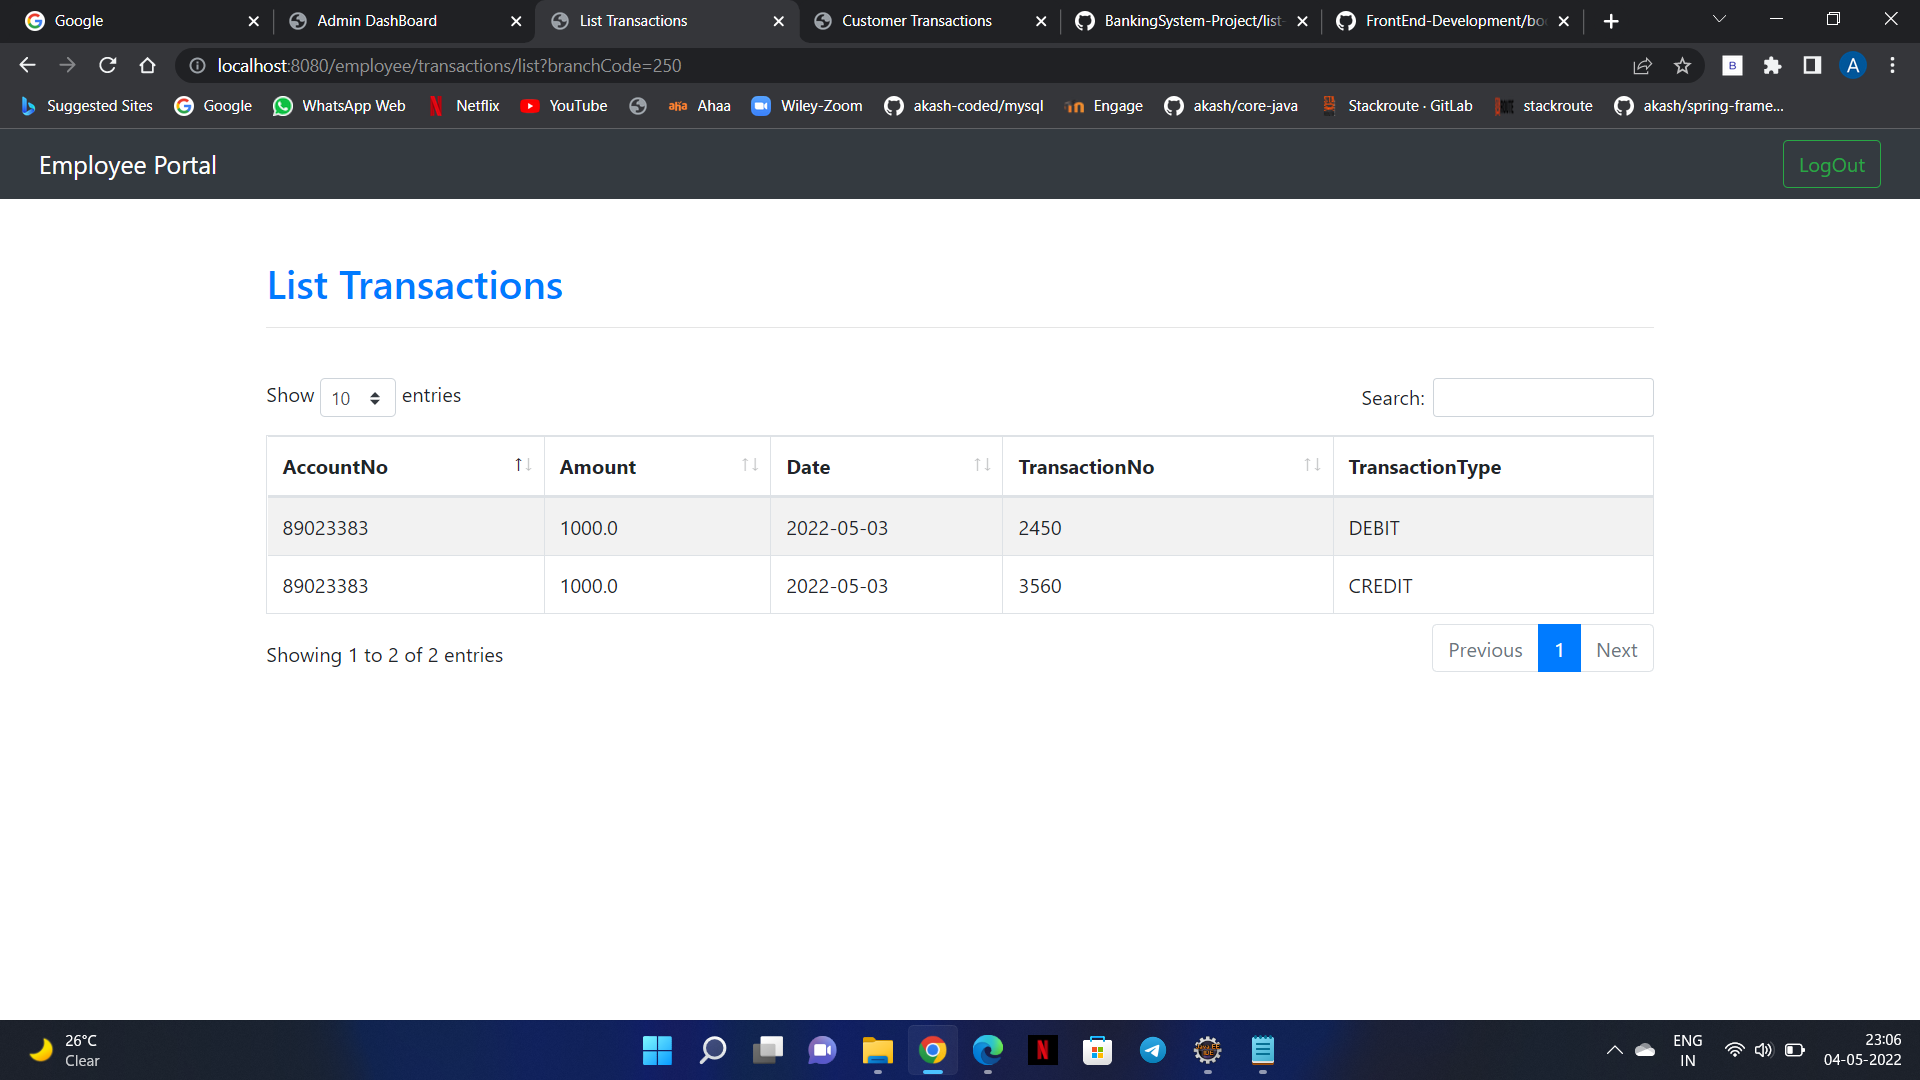 Google
Admin DashBoard
List Transactions
Customer Transactions
BankingSystem-Project/list-
FrontEnd-Development/boo
localhost:8080/employee/transactions/list?branchCode=250
B
A
Suggested Sites
Google
WhatsApp Web
Netflix
YouTube
aha Ahaa
Wiley-Zoom
akash-coded/mysql
Engage
akash/core-java
Stackroute · GitLab
stackroute
akash/spring-frame...
Employee Portal
LogOut
List Transactions
Show 10 entries
Search:
AccountNo Amount Date TransactionNo TransactionType
89023383 1000.0 2022-05-03 2450 DEBIT
89023383 1000.0 2022-05-03 3560 CREDIT
Showing 1 to 2 of 2 entries
Previous 1 Next
26°C
Clear
ENG
IN
23:06
04-05-2022